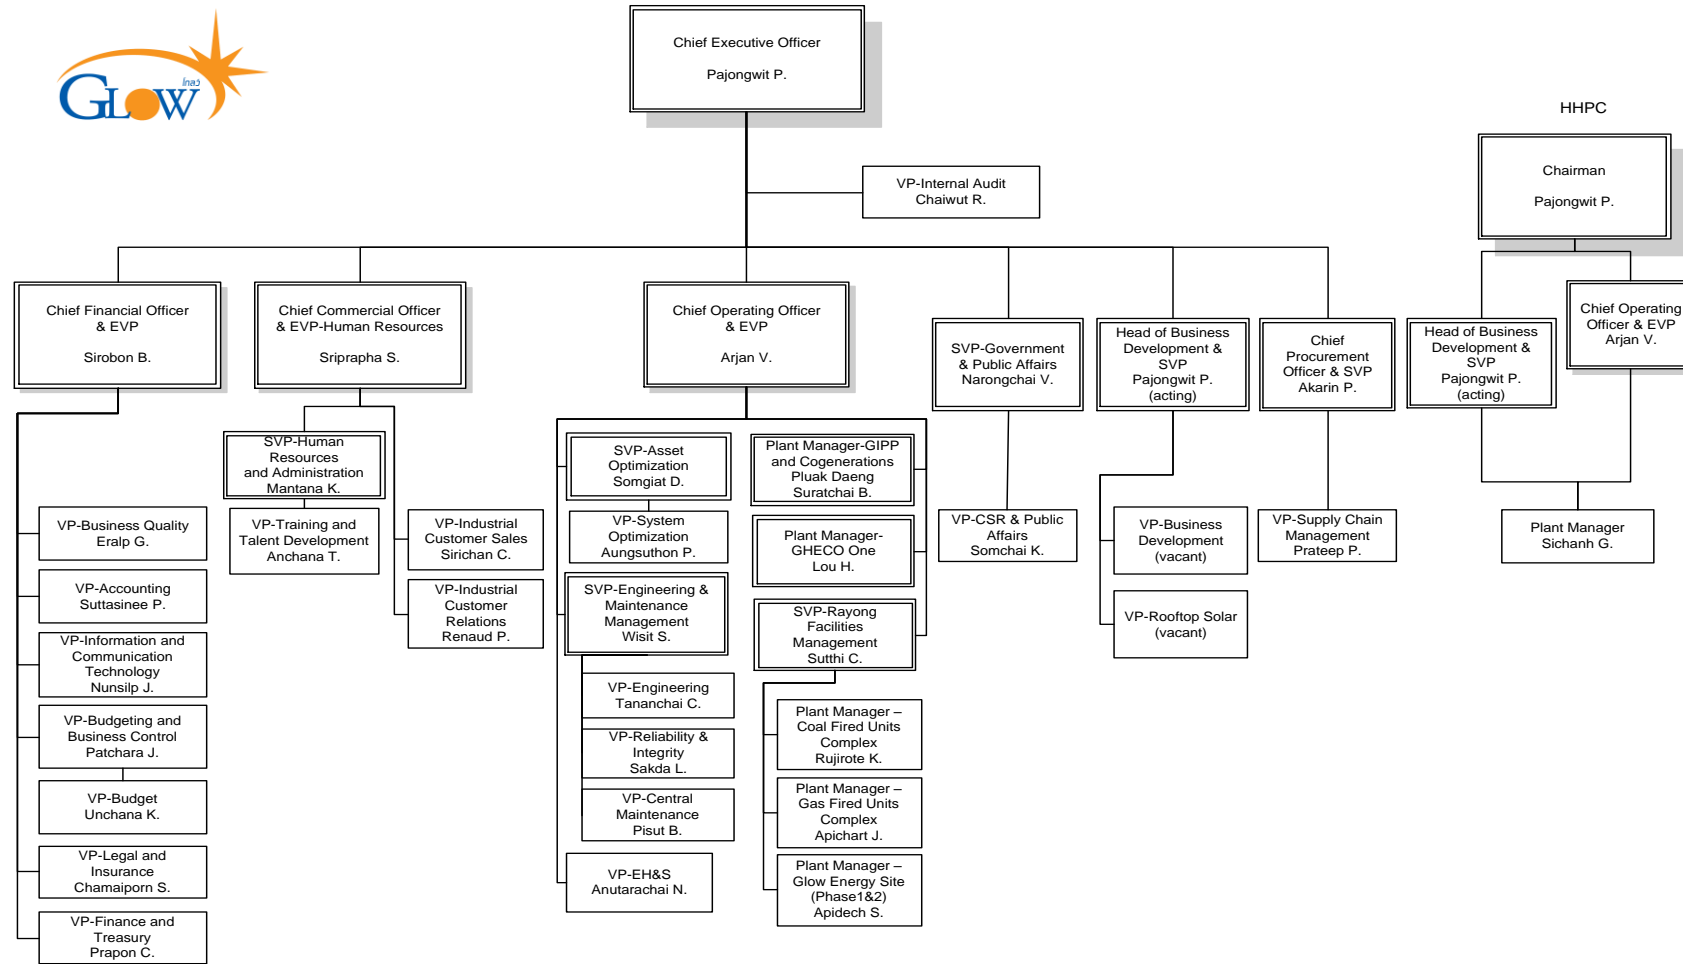 โกลว์
GLOW
Chief Executive Officer
Pajongwit P.
HHPC
Chairman
Pajongwit P.
VP-Internal Audit
Chaiwut R.
Chief Financial Officer
& EVP
Sirobon B.
Chief Commercial Officer
& EVP-Human Resources
Sriprapha S.
Chief Operating Officer
& EVP
Arjan V.
SVP-Government
& Public Affairs
Narongchai V.
Head of Business
Development &
SVP
Pajongwit P.
(acting)
Chief
Procurement
Officer & SVP
Akarin P.
Head of Business
Development &
SVP
Pajongwit P.
(acting)
Chief Operating
Officer & EVP
Arjan V.
VP-Business Quality
Eralp G.
VP-Accounting
Suttasinee P.
VP-Information and
Communication
Technology
Nunsilp J.
VP-Budgeting and
Business Control
Patchara J.
VP-Budget
Unchana K.
VP-Legal and
Insurance
Chamaiporn S.
VP-Finance and
Treasury
Prapon C.
SVP-Human
Resources
and Administration
Mantana K.
VP-Training and
Talent Development
Anchana T.
VP-Industrial
Customer Sales
Sirichan C.
VP-Industrial
Customer
Relations
Renaud P.
SVP-Asset
Optimization
Somgiat D.
VP-System
Optimization
Aungsuthon P.
SVP-Engineering &
Maintenance
Management
Wisit S.
VP-Engineering
Tananchai C.
VP-Reliability &
Integrity
Sakda L.
VP-Central
Maintenance
Pisut B.
VP-EH&S
Anutarachai N.
Plant Manager-GIPP
and Cogenerations
Pluak Daeng
Suratchai B.
Plant Manager-
GHECO One
Lou H.
SVP-Rayong
Facilities
Management
Sutthi C.
Plant Manager –
Coal Fired Units
Complex
Rujirote K.
Plant Manager –
Gas Fired Units
Complex
Apichart J.
Plant Manager –
Glow Energy Site
(Phase1&2)
Apidech S.
VP-CSR & Public
Affairs
Somchai K.
VP-Business
Development
(vacant)
VP-Rooftop Solar
(vacant)
VP-Supply Chain
Management
Prateep P.
Plant Manager
Sichanh G.